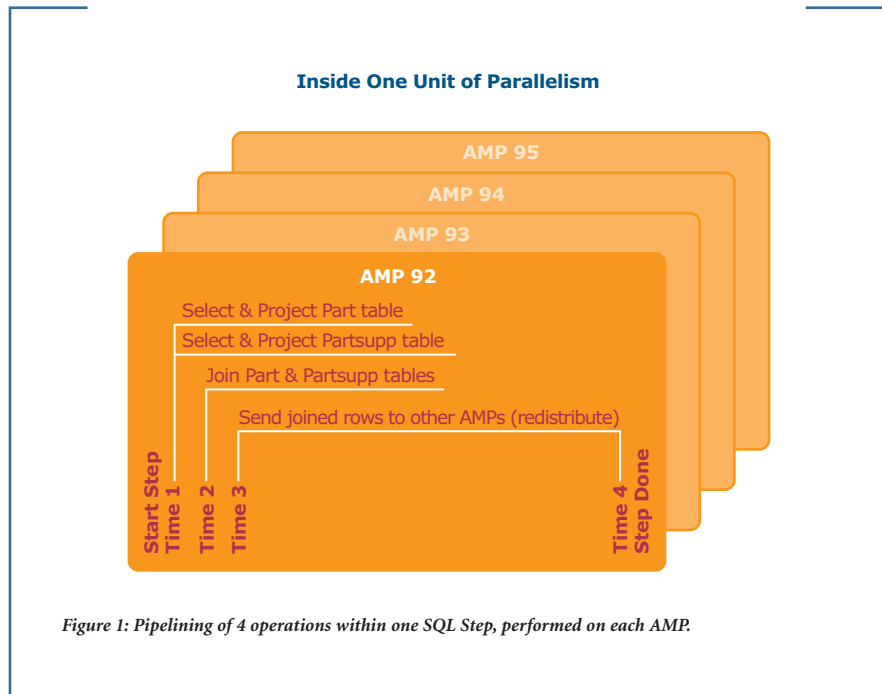 Inside One Unit of Parallelism
AMP 95
AMP 94
AMP 93
AMP 92
Select & Project Part table
Select & Project Partsupp table
Join Part & Partsupp tables
Send joined rows to other AMPs (redistribute)
Start Step
Time 1
Time 2
Time 3
Time 4
Step Done
Figure 1: Pipelining of 4 operations within one SQL Step, performed on each AMP.